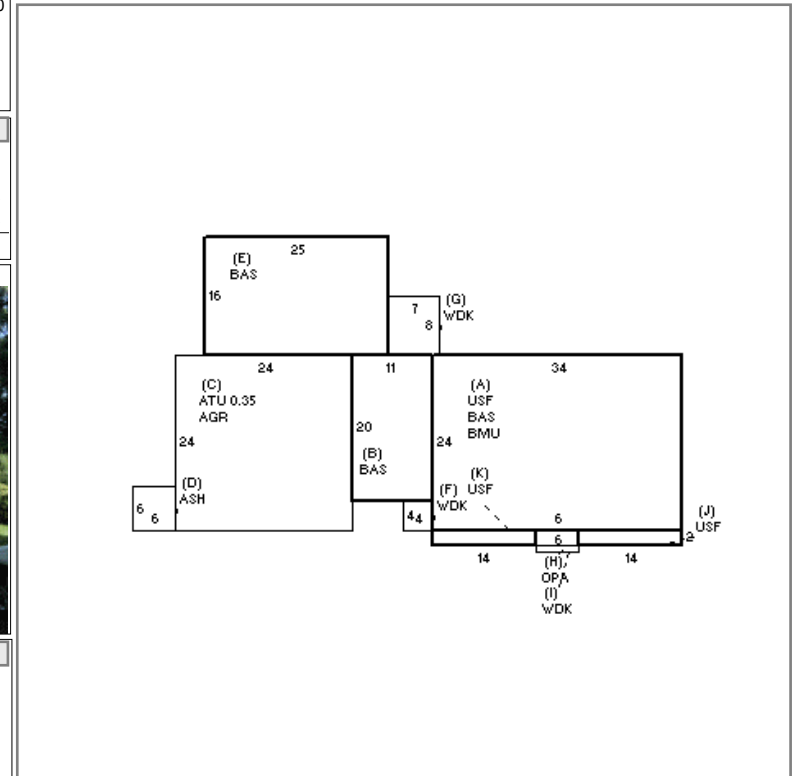 25
(E)
BAS
16
7
8
(G)
WDK
24
11
34
(C)
ATU 0.35
AGR
(A)
USF
BAS
BMU
20
24
24
(B)
BAS
(D)
ASH
(K)
USF
(F)
WDK
6
6
4
4
6
6
(J)
USF
2
14
14
(H)
OPA
(I)
WDK